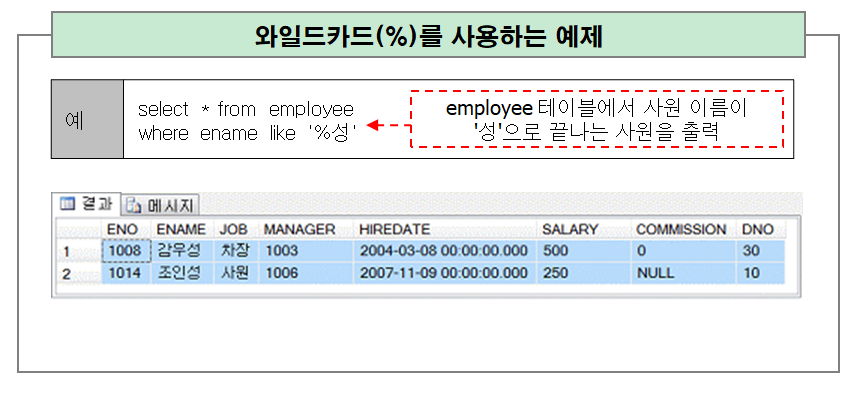 와일드카드(%)를 사용하는 예제
예
select * from employee
where ename like '%성'
employee 테이블에서 사원 이름이
'성'으로 끝나는 사원을 출력
결과 메시지
ENO ENAME JOB MANAGER HIREDATE SALARY COMMISSION DNO
1 1008 감우성 차장 1003 2004-03-08 00:00:00.000 500 0 30
2 1014 조인성 사원 1006 2007-11-09 00:00:00.000 250 NULL 10